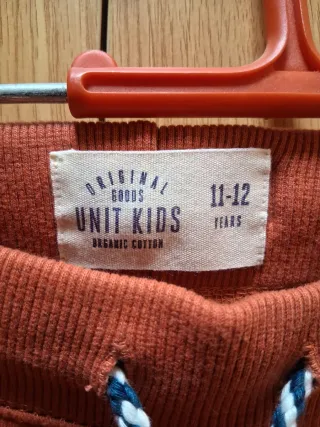 ORIGINAL
GOODS
UNIT KIDS
ORGANIC COTTON
11-12
YEARS